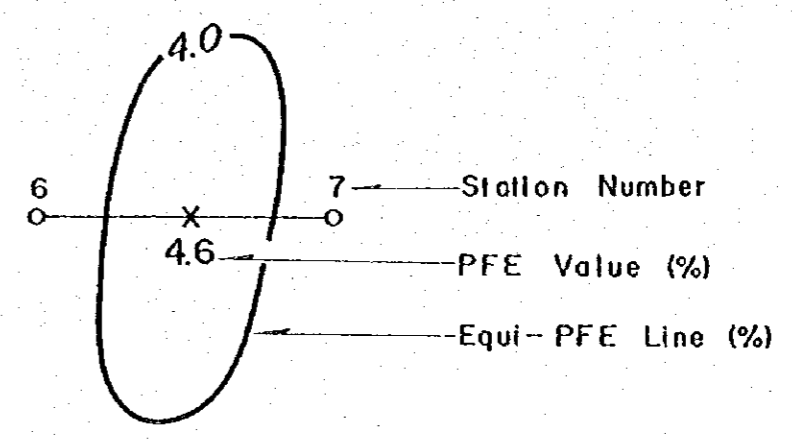 4.0
6
7 Station Number
X
4.6 PFE Value (%)
Equi-PFE Line (%)